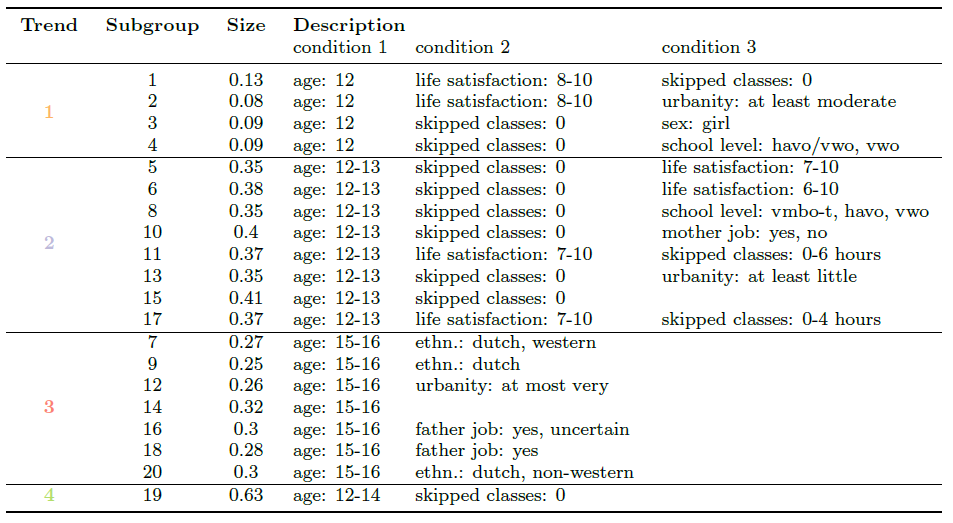 Trend Subgroup Size Description
condition 1 condition 2 condition 3
1 0.13 age: 12 life satisfaction: 8-10 skipped classes: 0
2 0.08 age: 12 life satisfaction: 8-10 urbanity: at least moderate
1
3 0.09 age: 12 skipped classes: 0 sex: girl
4 0.09 age: 12 skipped classes: 0 school level: havo/vwo, vwo
5 0.35 age: 12-13 skipped classes: 0 life satisfaction: 7-10
6 0.38 age: 12-13 skipped classes: 0 life satisfaction: 6-10
8 0.35 age: 12-13 skipped classes: 0 school level: vmbo-t, havo, vwo
10 0.4 age: 12-13 skipped classes: 0 mother job: yes, no
2
11 0.37 age: 12-13 life satisfaction: 7-10 skipped classes: 0-6 hours
13 0.35 age: 12-13 skipped classes: 0 urbanity: at least little
15 0.41 age: 12-13 skipped classes: 0
17 0.37 age: 12-13 life satisfaction: 7-10 skipped classes: 0-4 hours
7 0.27 age: 15-16 ethn.: dutch, western
9 0.25 age: 15-16 ethn.: dutch
12 0.26 age: 15-16 urbanity: at most very
3 14 0.32 age: 15-16
16 0.3 age: 15-16 father job: yes, uncertain
18 0.28 age: 15-16 father job: yes
20 0.3 age: 15-16 ethn.: dutch, non-western
4 19 0.63 age: 12-14 skipped classes: 0